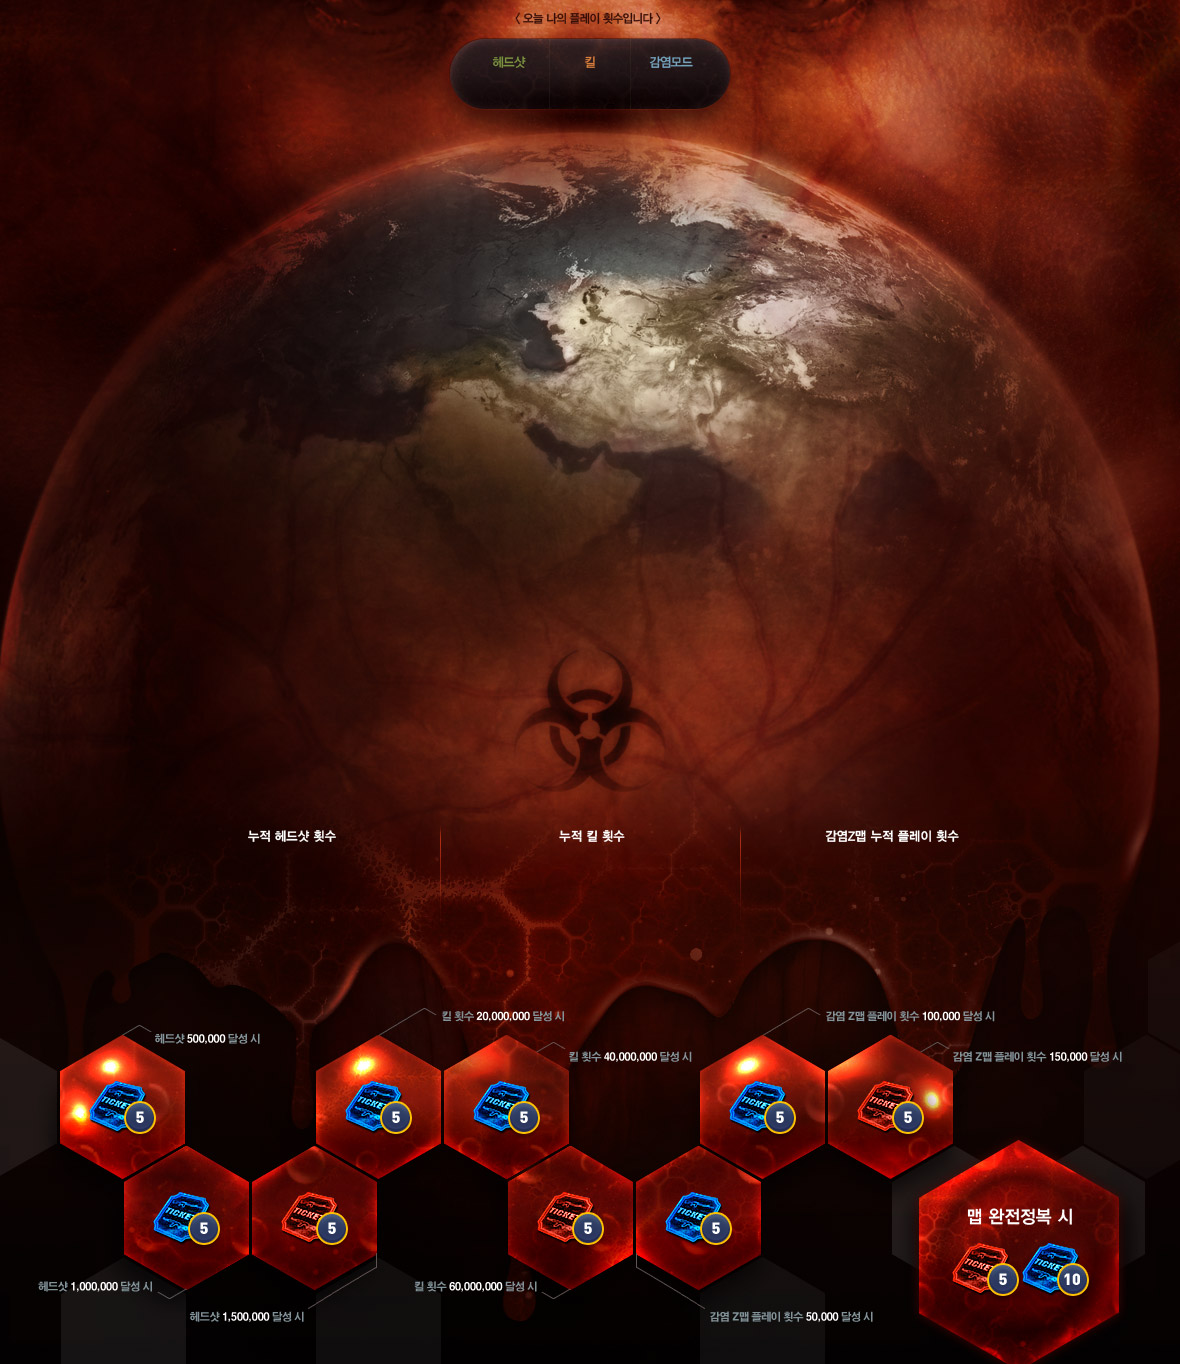 < 오늘 나의 플레이 횟수입니다 >
헤드샷 킬 감염모드
누적 헤드샷 횟수 누적 킬 횟수 감염Z맵 누적 플레이 횟수
킬 횟수 20,000,000 달성 시 감염 Z맵 플레이 횟수 100,000 달성 시
헤드샷 500,000 달성 시
킬 횟수 40,000,000 달성 시 감염 Z맵 플레이 횟수 150,000 달성 시
TICKET 5 TICKET 5 TICKET 5 TICKET 5 TICKET 5
TICKET 5 TICKET 5 TICKET 5 TICKET 5
맵 완전정복 시
TICKET 5 TICKET 10
헤드샷 1,000,000 달성 시 킬 횟수 60,000,000 달성 시
헤드샷 1,500,000 달성 시 감염 Z맵 플레이 횟수 50,000 달성 시